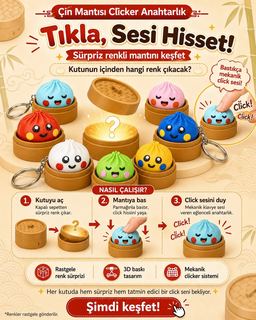 Çin Mantısı Clicker Anahtarlık
Tıkla, Sesi Hisset!
Sürpriz renkli mantını keşfet
Kutunun içinden hangi renk çıkacak?
Bastıkça
mekanik
click sesi!
Click!
Click!
?
NASIL ÇALIŞIR?
1
Kutuyu aç
Kapalı sepetten
sürpriz renk çıkar.
2
Mantıya bas
Parmağınla bastır,
click hissini yaşa.
3
Click sesini duy
Mekanik klavye sesi
veren eğlenceli anahtarlık.
Click!
Click!
Rastgele
renk sürprizi
3D baskı
tasarım
Mekanik
clicker sistemi
Her kutuda hem sürpriz hem tatmin edici bir click sesi bekliyor.
Şimdi keşfet!
*Renkler rastgele gönderilir.